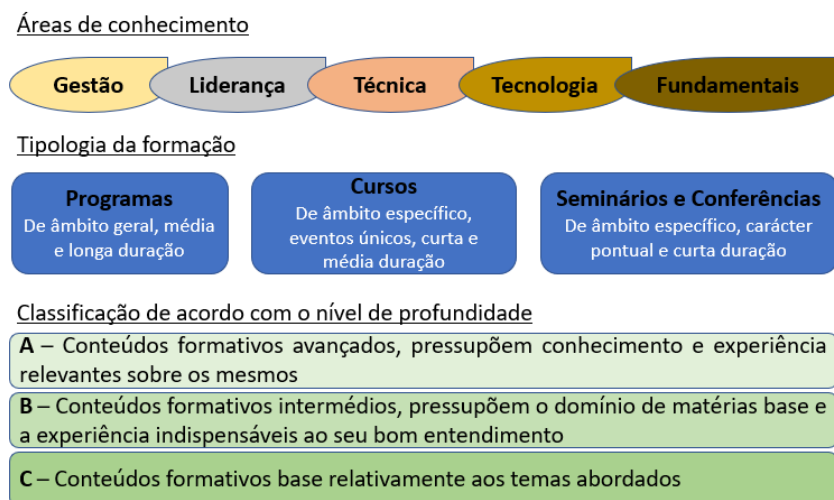 Áreas de conhecimento
Gestão Liderança Técnica Tecnologia Fundamentais
Tipologia da formação
Programas
De âmbito geral, média
e longa duração
Cursos
De âmbito específico,
eventos únicos, curta e
média duração
Seminários e Conferências
De âmbito específico, carácter
pontual e curta duração
Classificação de acordo com o nível de profundidade
A – Conteúdos formativos avançados, pressupõem conhecimento e experiência
relevantes sobre os mesmos
B – Conteúdos formativos intermédios, pressupõem o domínio de matérias base e
a experiência indispensáveis ao seu bom entendimento
C – Conteúdos formativos base relativamente aos temas abordados